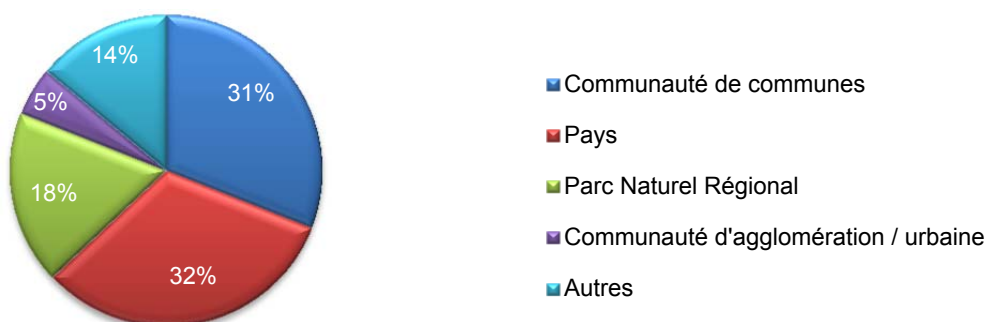 14%
31%
5%
18%
32%
Communauté de communes
Pays
Parc Naturel Régional
Communauté d'agglomération / urbaine
Autres